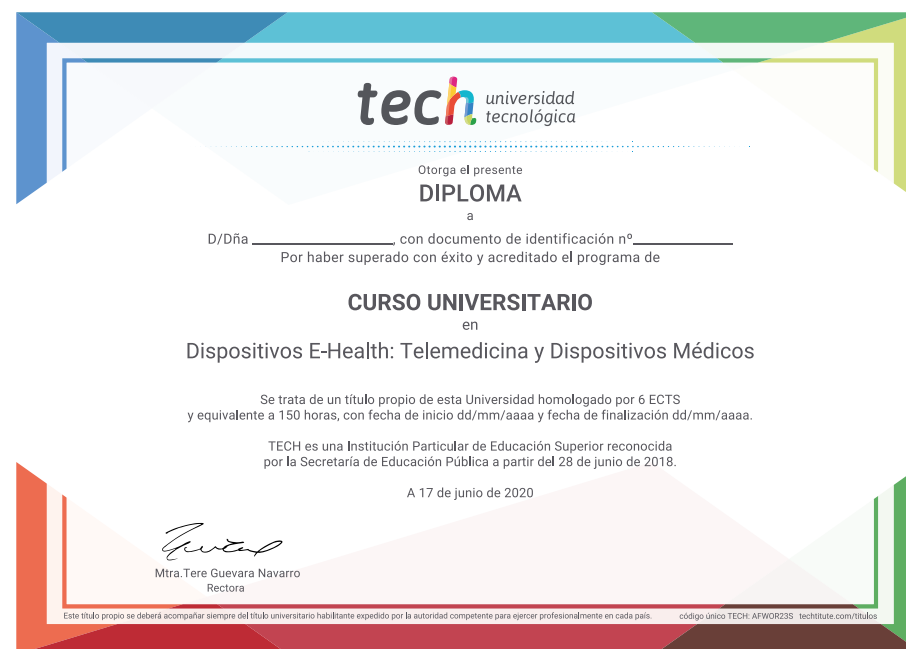 tech universidad
tecnológica
Otorga el presente
DIPLOMA
a
D/Dña ____________________, con documento de identificación nº______________
Por haber superado con éxito y acreditado el programa de
CURSO UNIVERSITARIO
en
Dispositivos E-Health: Telemedicina y Dispositivos Médicos
Se trata de un título propio de esta Universidad homologado por 6 ECTS
y equivalente a 150 horas, con fecha de inicio dd/mm/aaaa y fecha de finalización dd/mm/aaaa.
TECH es una Institución Particular de Educación Superior reconocida
por la Secretaría de Educación Pública a partir del 28 de junio de 2018.
A 17 de junio de 2020
Mtra.Tere Guevara Navarro
Rectora
Este título propio se deberá acompañar siempre del título universitario habilitante expedido por la autoridad competente para ejercer profesionalmente en cada país. código único TECH: AFWOR23S techtitute.com/titulos